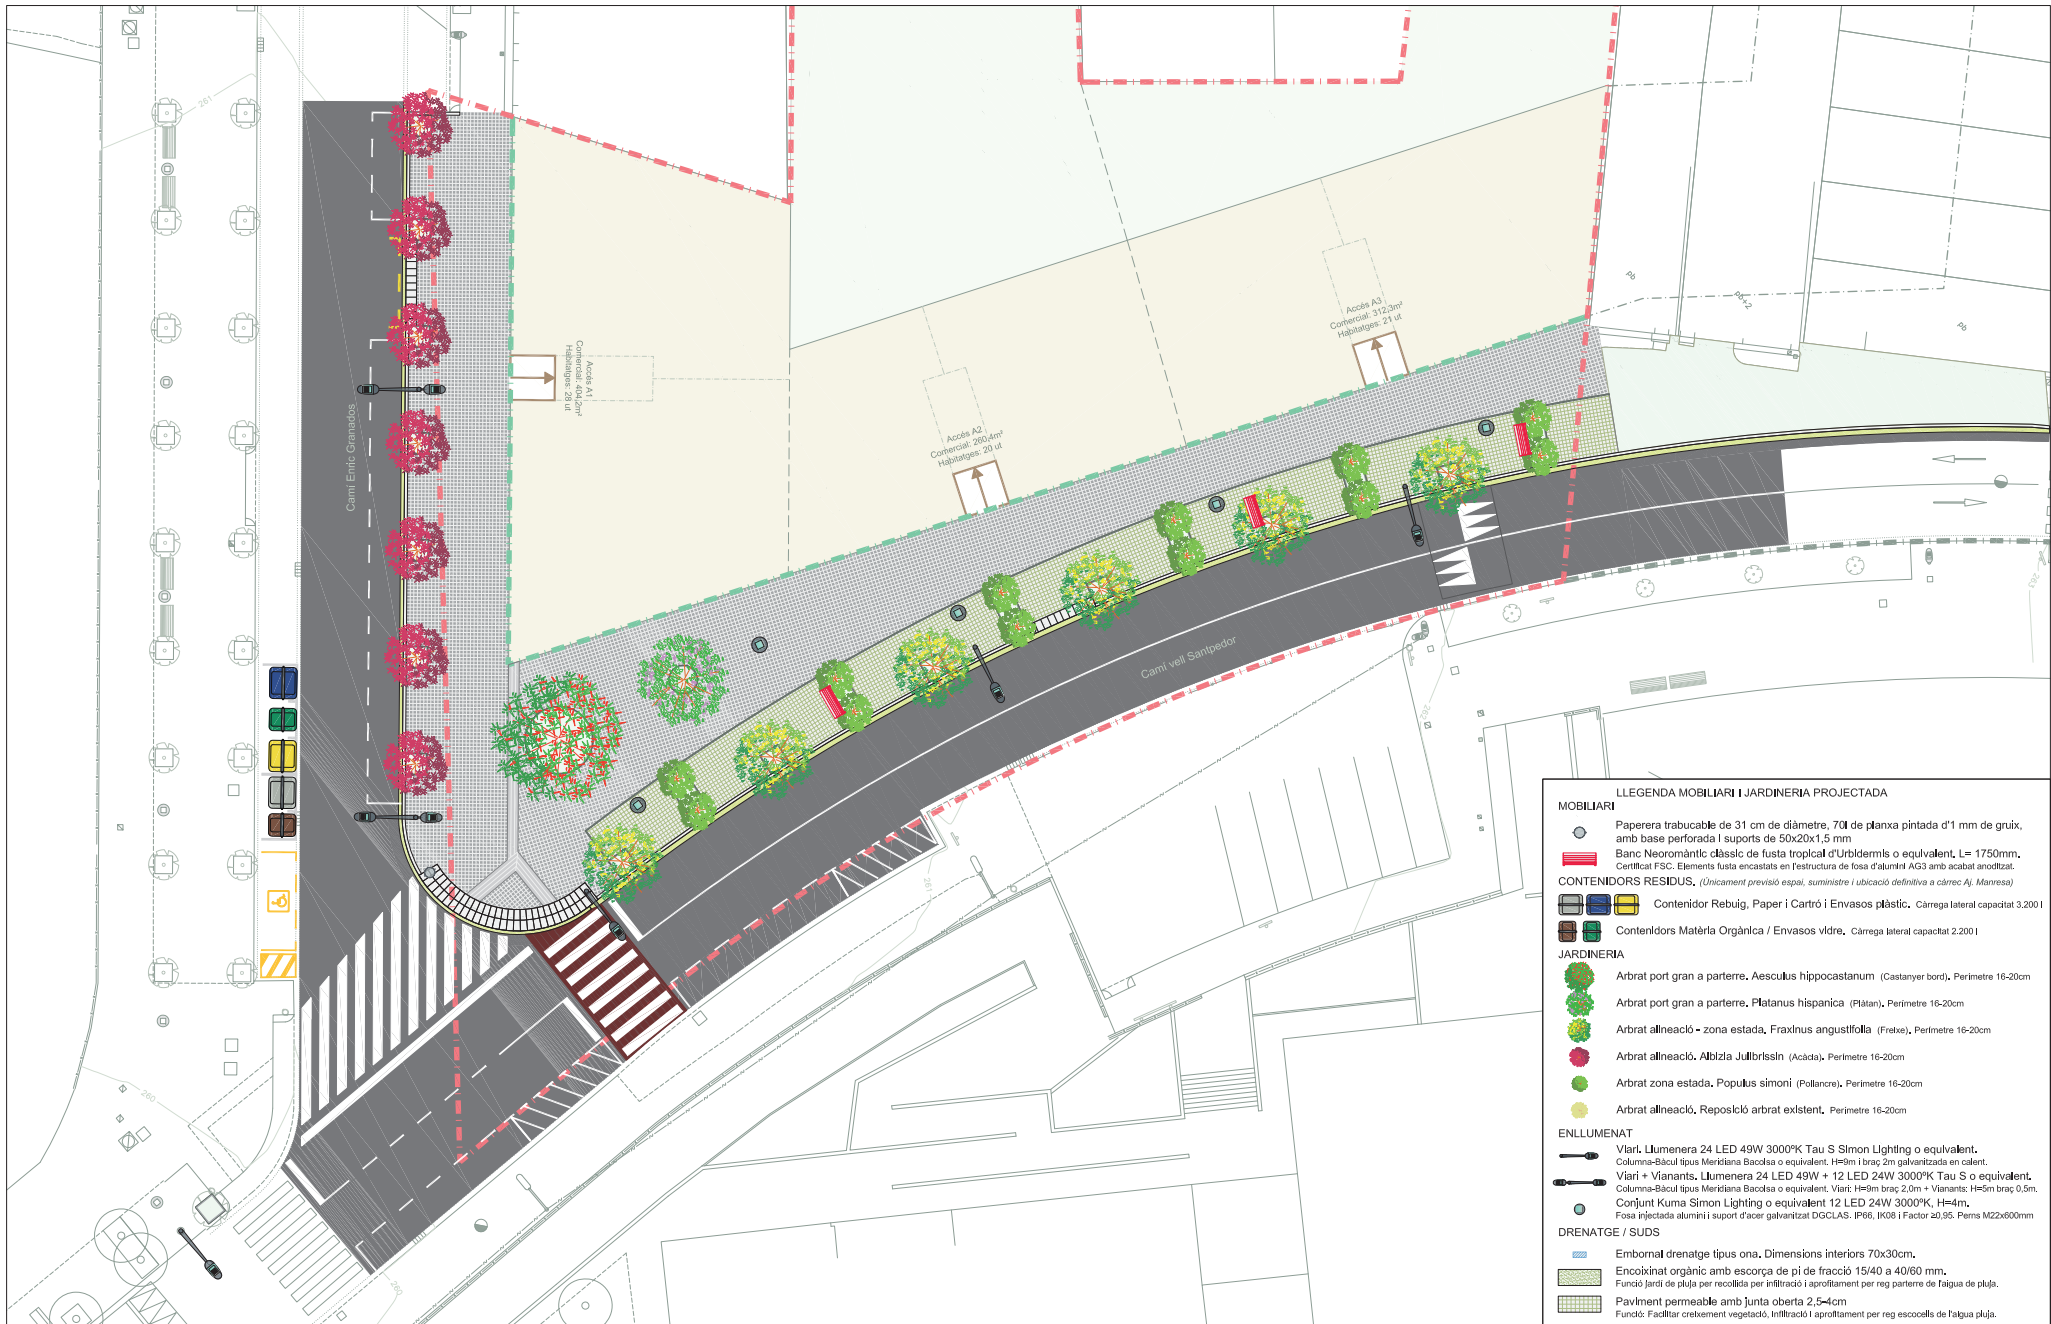 261
Camí Enric Granados
Accés A1
Comercial: 404,2m²
Habitatges: 28 ut
Accés A2
Comercial: 260,4m²
Habitatges: 20 ut
Accés A3
Comercial: 312,3m²
Habitatges: 21 ut
pb
pb+2
pb
Camí vell Santpedor
263
262
261
260
260
LLEGENDA MOBILIARI I JARDINERIA PROJECTADA
MOBILIARI
Paperera trabucable de 31 cm de diàmetre, 70l de planxa pintada d'1 mm de gruix,
amb base perforada i suports de 50x20x1,5 mm
Banc Neoromàntic clàssic de fusta tropical d'Urbidermis o equivalent. L= 1750mm.
Certificat FSC. Elements fusta encastats en l'estructura de fosa d'alumini AG3 amb acabat anoditzat.
CONTENIDORS RESIDUS. (Únicament previsió espai, suministre i ubicació definitiva a càrrec Aj. Manresa)
Contenidor Rebuig, Paper i Cartró i Envasos plàstic. Càrrega lateral capacitat 3.200 l
Contenidors Matèria Orgànica / Envasos vidre. Càrrega lateral capacitat 2.200 l
JARDINERIA
Arbrat port gran a parterre. Aesculus hippocastanum (Castanyer bord). Perímetre 16-20cm
Arbrat port gran a parterre. Platanus hispanica (Plàtan). Perímetre 16-20cm
Arbrat alineació - zona estada. Fraxinus angustifolia (Freixe). Perímetre 16-20cm
Arbrat alineació. Albizia Julibrissin (Acàcia). Perímetre 16-20cm
Arbrat zona estada. Populus simoni (Pollancre). Perímetre 16-20cm
Arbrat alineació. Reposició arbrat existent. Perímetre 16-20cm
ENLLUMENAT
Viari. Llumenera 24 LED 49W 3000ºK Tau S Simon Lighting o equivalent.
Columna-Bàcul tipus Meridiana Bacolsa o equivalent. H=9m i braç 2m galvanitzada en calent.
Viari + Vianants. Llumenera 24 LED 49W + 12 LED 24W 3000ºK Tau S o equivalent.
Columna-Bàcul tipus Meridiana Bacolsa o equivalent. Viari: H=9m braç 2,0m + Vianants: H=5m braç 0,5m.
Conjunt Kuma Simon Lighting o equivalent 12 LED 24W 3000ºK, H=4m.
Fosa injectada alumini i suport d'acer galvanitzat DGCLAS. IP66, IK08 i Factor ≥0,95. Perns M22x600mm
DRENATGE / SUDS
Embornal drenatge tipus ona. Dimensions interiors 70x30cm.
Encoixinat orgànic amb escorça de pi de fracció 15/40 a 40/60 mm.
Funció jardí de pluja per recollida per infiltració i aprofitament per reg parterre de l'aigua de pluja.
Paviment permeable amb junta oberta 2,5-4cm
Funció: Facilitar creixement vegetació, infiltració i aprofitament per reg escocells de l'aigua pluja.